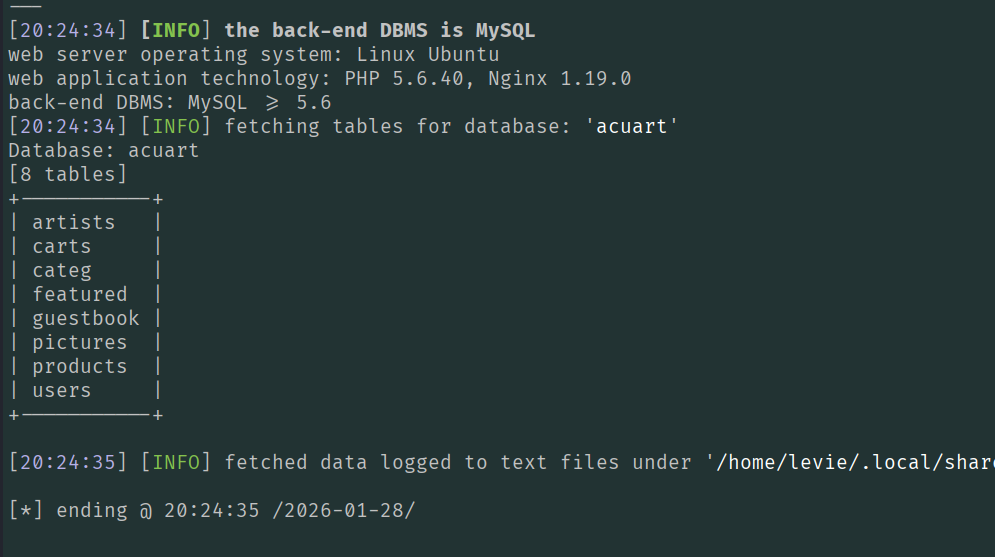 [20:24:34] [INFO] the back-end DBMS is MySQL
web server operating system: Linux Ubuntu
web application technology: PHP 5.6.40, Nginx 1.19.0
back-end DBMS: MySQL ≥ 5.6
[20:24:34] [INFO] fetching tables for database: 'acuart'
Database: acuart
[8 tables]
+-----------+
| artists   |
| carts     |
| categ     |
| featured  |
| guestbook |
| pictures  |
| products  |
| users     |
+-----------+
[20:24:35] [INFO] fetched data logged to text files under '/home/levie/.local/share
[*] ending @ 20:24:35 /2026-01-28/